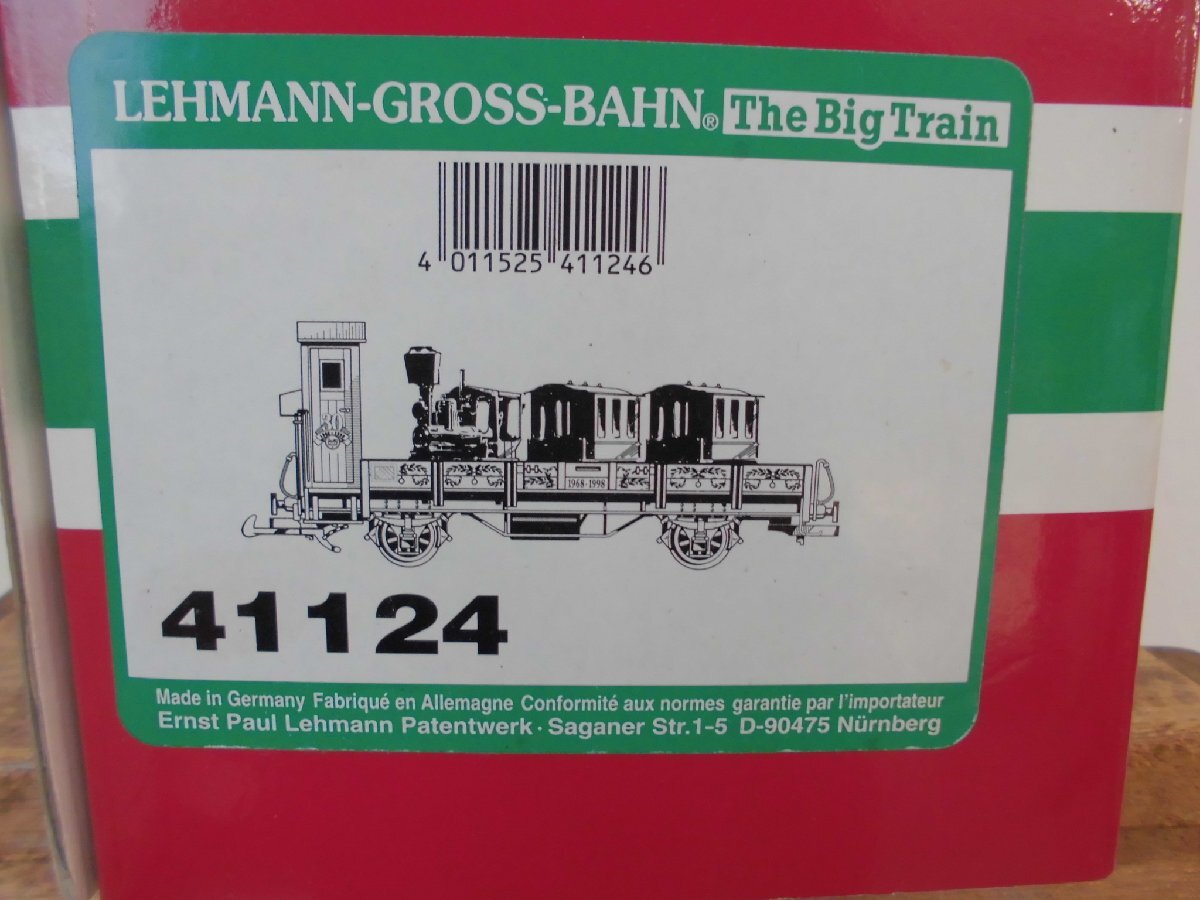 LEHMANN-GROSS-BAHN® The Big Train
4 011525 411246
30
1968-1998
41124
Made in Germany Fabriqué en Allemagne Conformité aux normes garantie par l'importateur
Ernst Paul Lehmann Patentwerk · Saganer Str.1-5 D-90475 Nürnberg